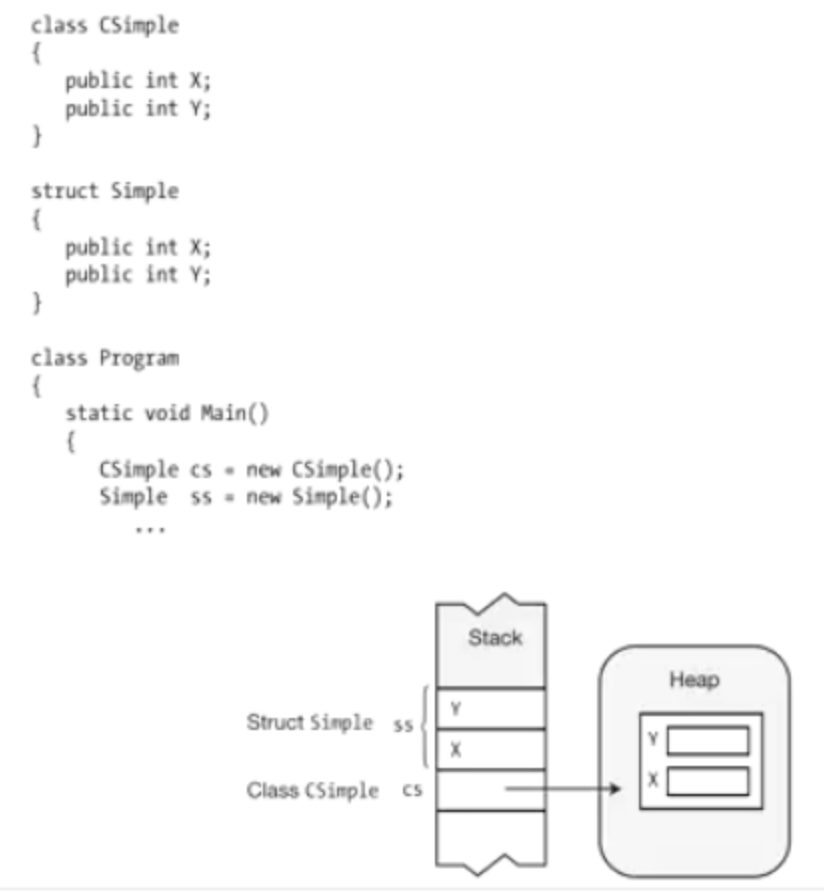 class CSimple
{
public int X;
public int Y;
}
struct Simple
{
public int X;
public int Y;
}
class Program
{
static void Main()
{
CSimple cs = new CSimple();
Simple ss = new Simple();
...
Stack
Heap
Struct Simple ss
Y
X
Class CSimple cs
Y
X